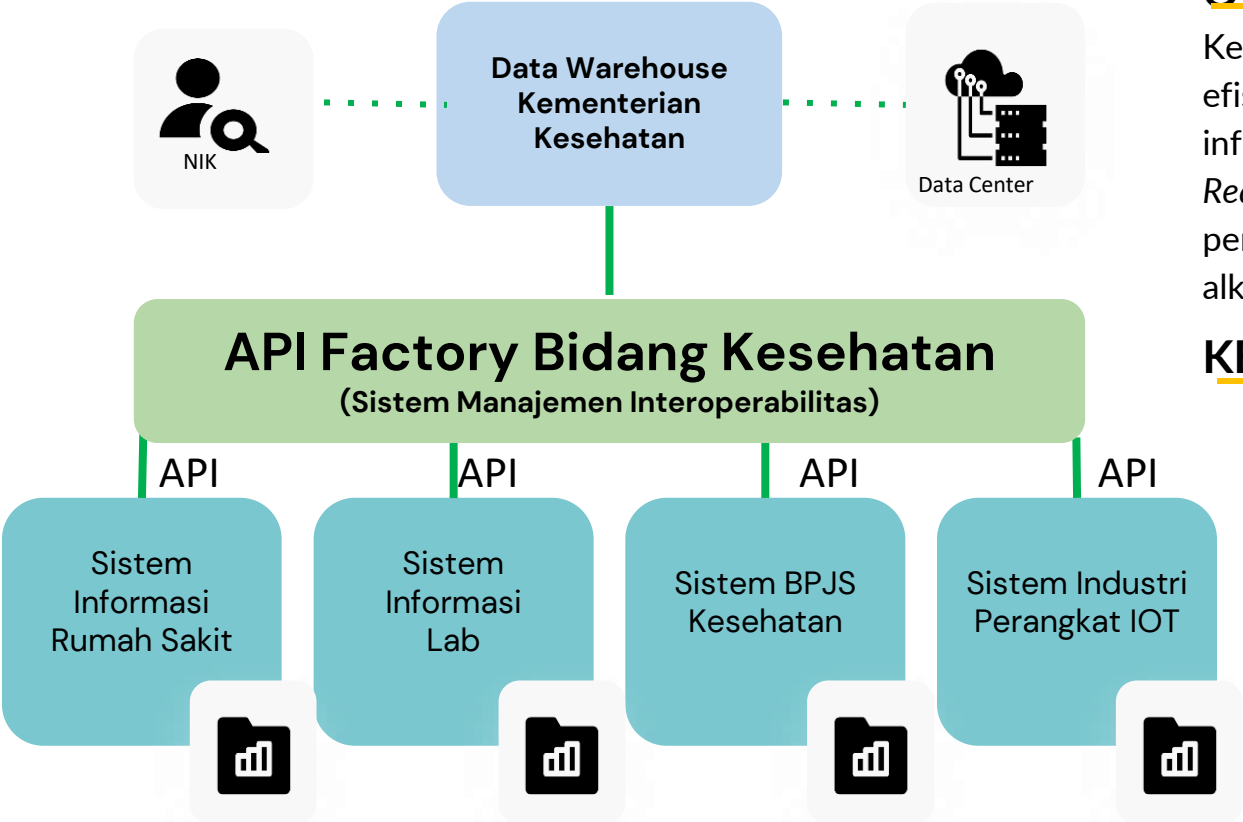 Data Warehouse
Kementerian
Kesehatan
NIK
Data Center
API Factory Bidang Kesehatan
(Sistem Manajemen Interoperabilitas)
API
API
API
API
Sistem
Informasi
Rumah Sakit
Sistem
Informasi
Lab
Sistem BPJS
Kesehatan
Sistem Industri
Perangkat IOT